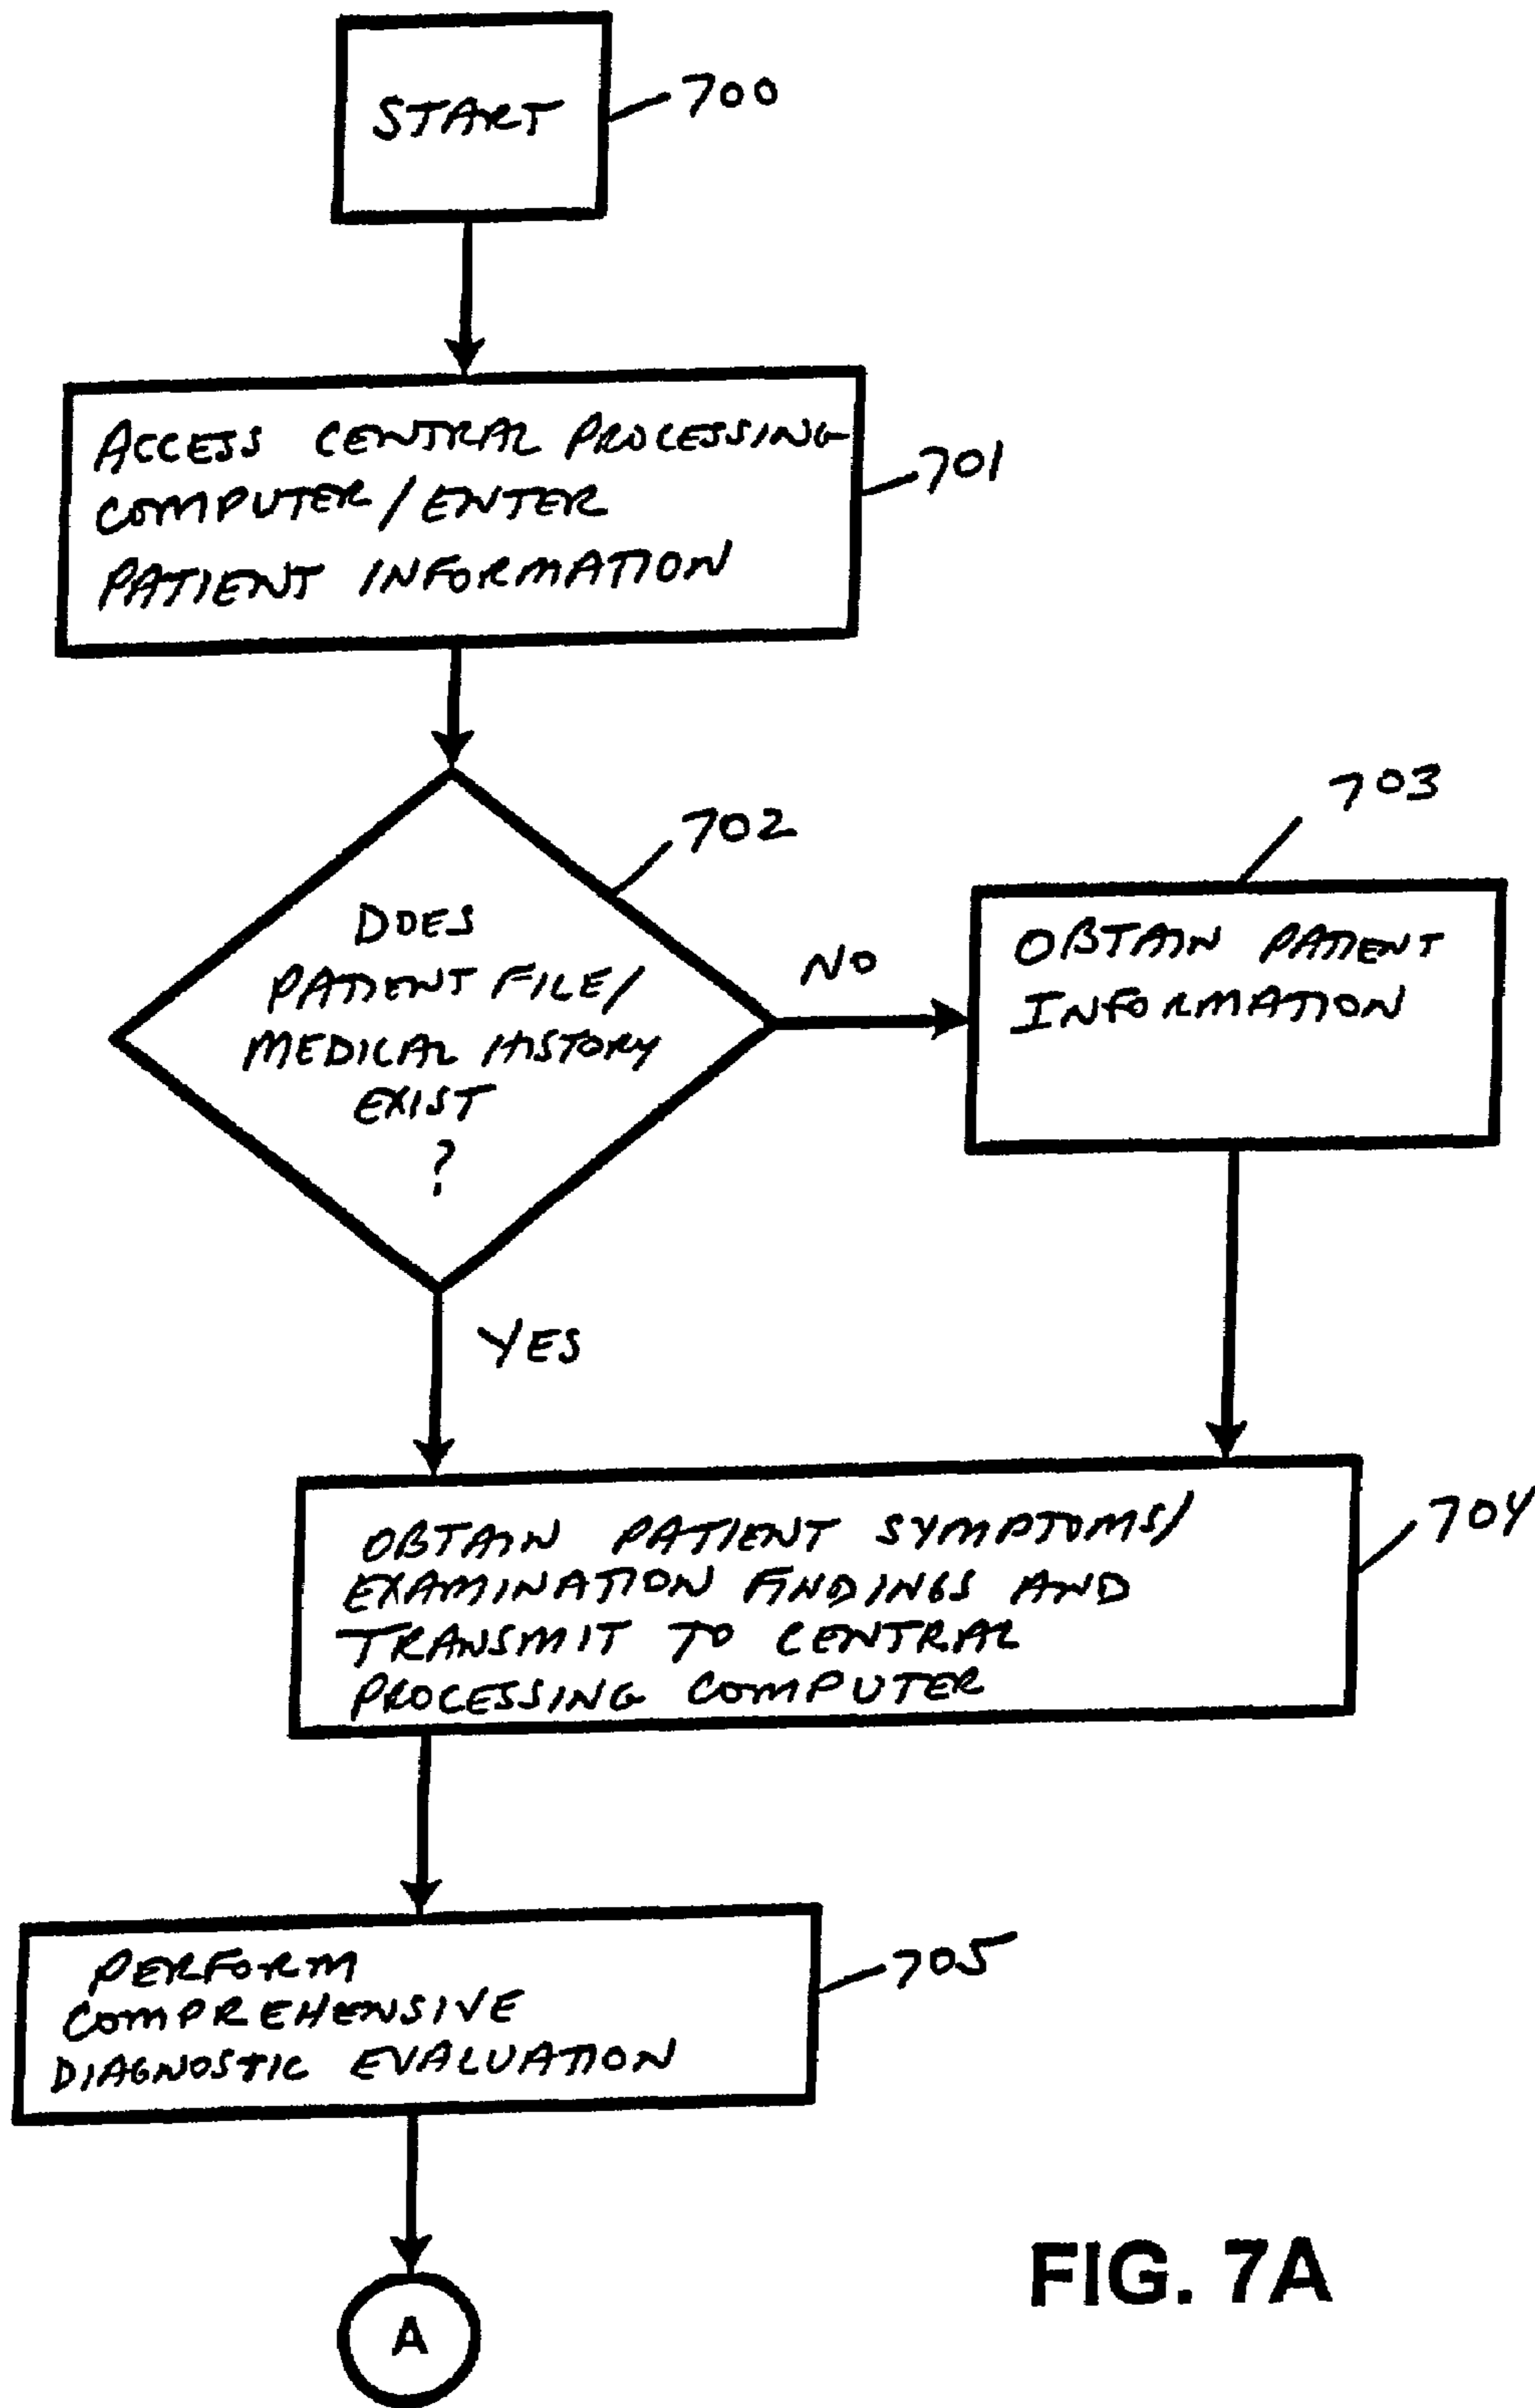 START
700
ACCESS CENTRAL PROCESSING
COMPUTER/ENTER
PATIENT INFORMATION
701
702
DOES
PATIENT FILE/
MEDICAL HISTORY
EXIST
?
NO
703
OBTAIN PATIENT
INFORMATION
YES
OBTAIN PATIENT SYMPTOMS/
EXAMINATION FINDINGS AND
TRANSMIT TO CENTRAL
PROCESSING COMPUTER
704
PERFORM
COMPREHENSIVE
DIAGNOSTIC EVALUATION
705
A
FIG. 7A